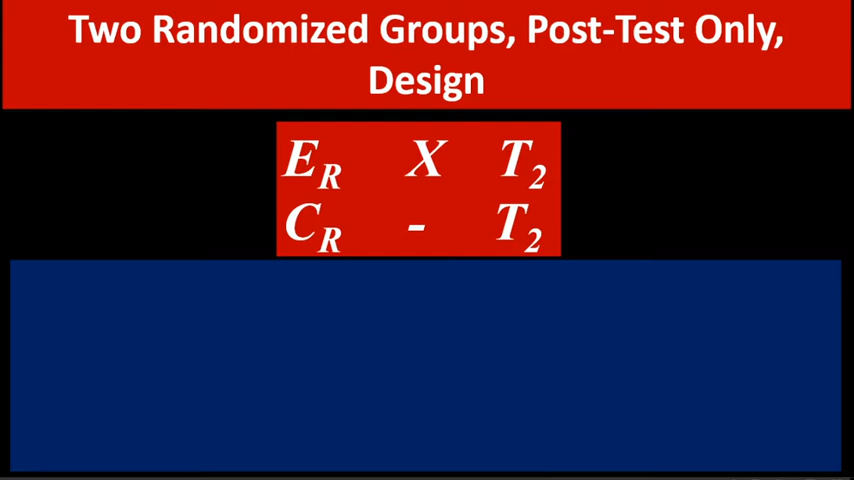 Two Randomized Groups, Post-Test Only,
Design
E_R X T_2
C_R - T_2